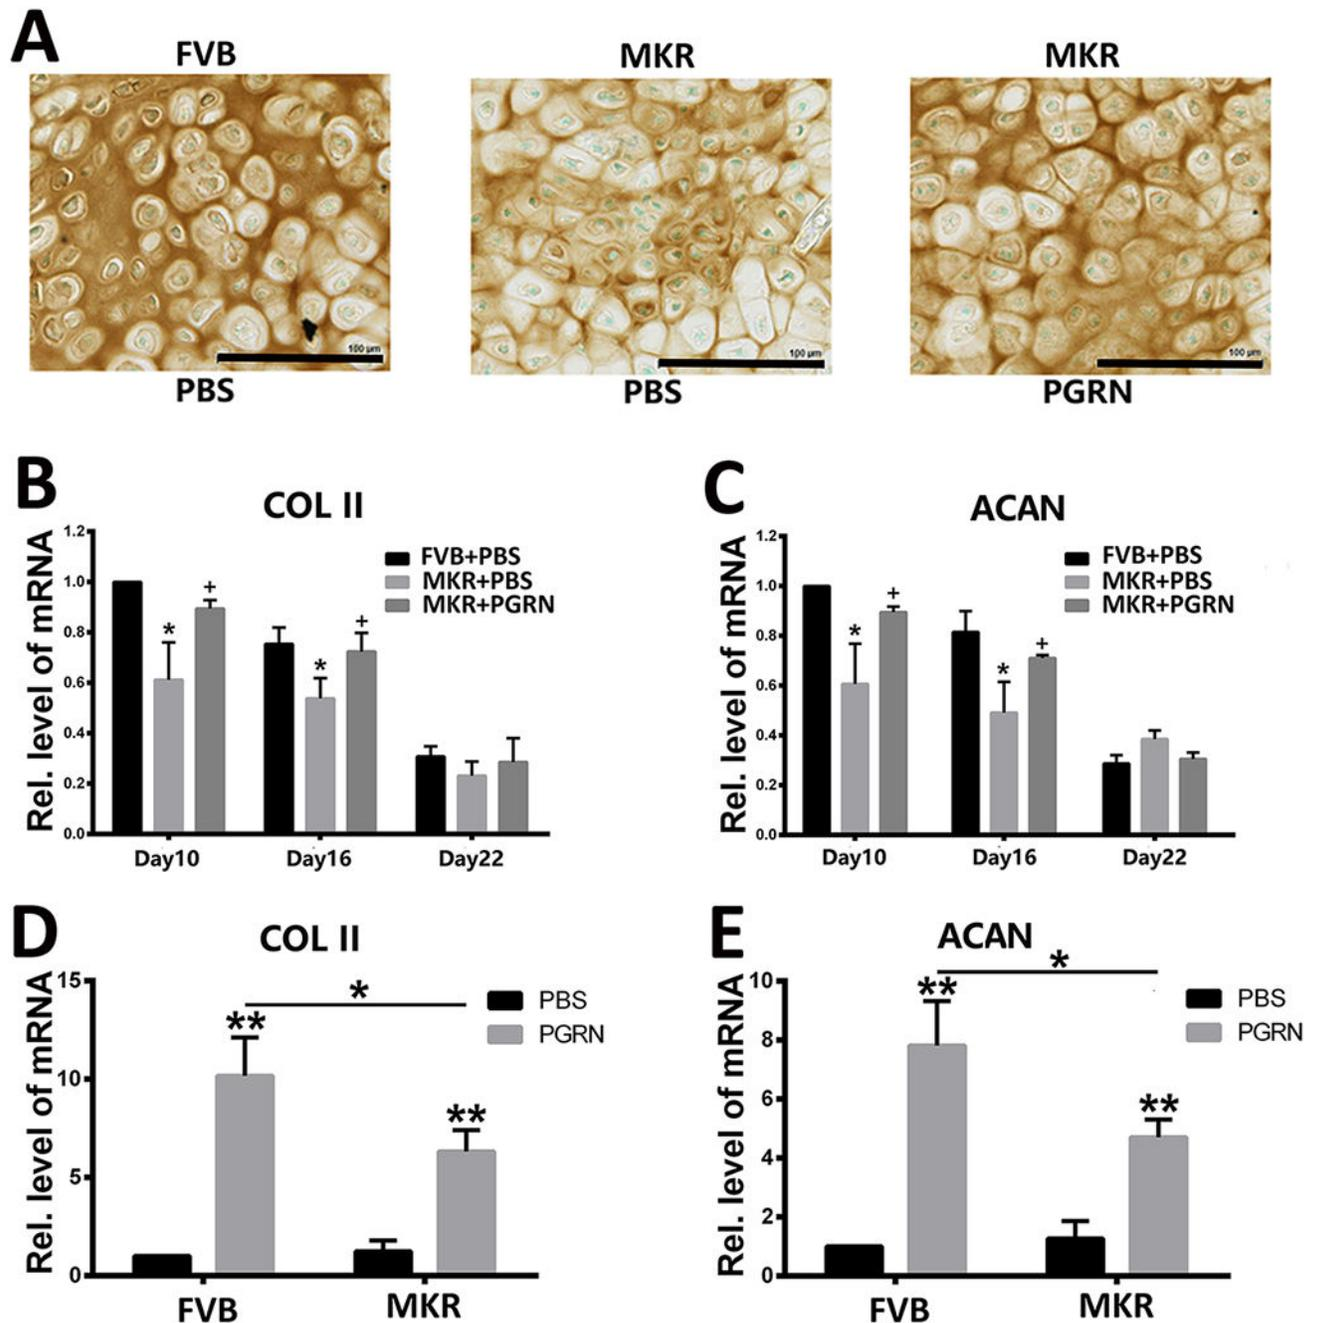 A
FVB MKR MKR
100 µm 100 µm 100 µm
PBS PBS PGRN
B
COL II
Rel. level of mRNA
1.2
1.0
0.8
0.6
0.4
0.2
0.0
FVB+PBS
MKR+PBS
MKR+PGRN
* +
* +
Day10 Day16 Day22
C
ACAN
Rel. level of mRNA
1.2
1.0
0.8
0.6
0.4
0.2
0.0
FVB+PBS
MKR+PBS
MKR+PGRN
* +
* +
Day10 Day16 Day22
D
COL II
Rel. level of mRNA
15
10
5
0
*
**
**
PBS
PGRN
FVB MKR
E
ACAN
Rel. level of mRNA
10
8
6
4
2
0
*
**
**
PBS
PGRN
FVB MKR